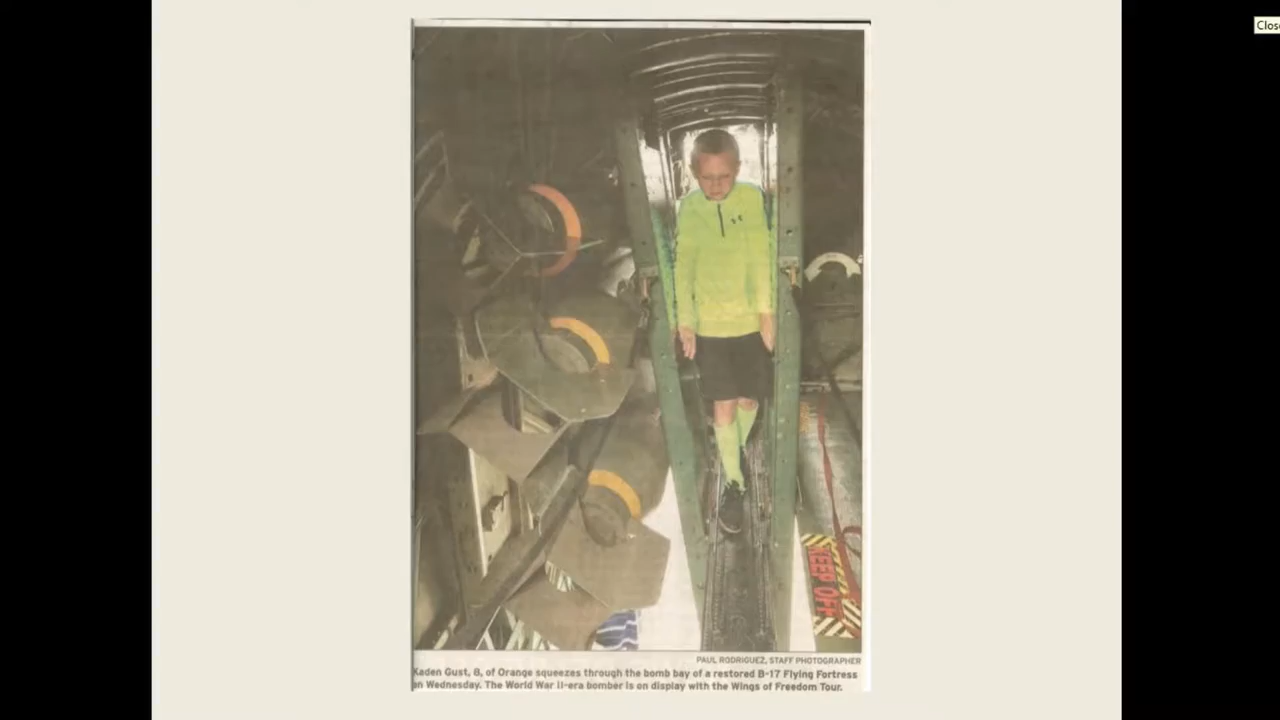 Close
KEEP OFF
PAUL RODRIGUEZ, STAFF PHOTOGRAPHER
Kaden Gust, 8, of Orange squeezes through the bomb bay of a restored B-17 Flying Fortress
on Wednesday. The World War II-era bomber is on display with the Wings of Freedom Tour.